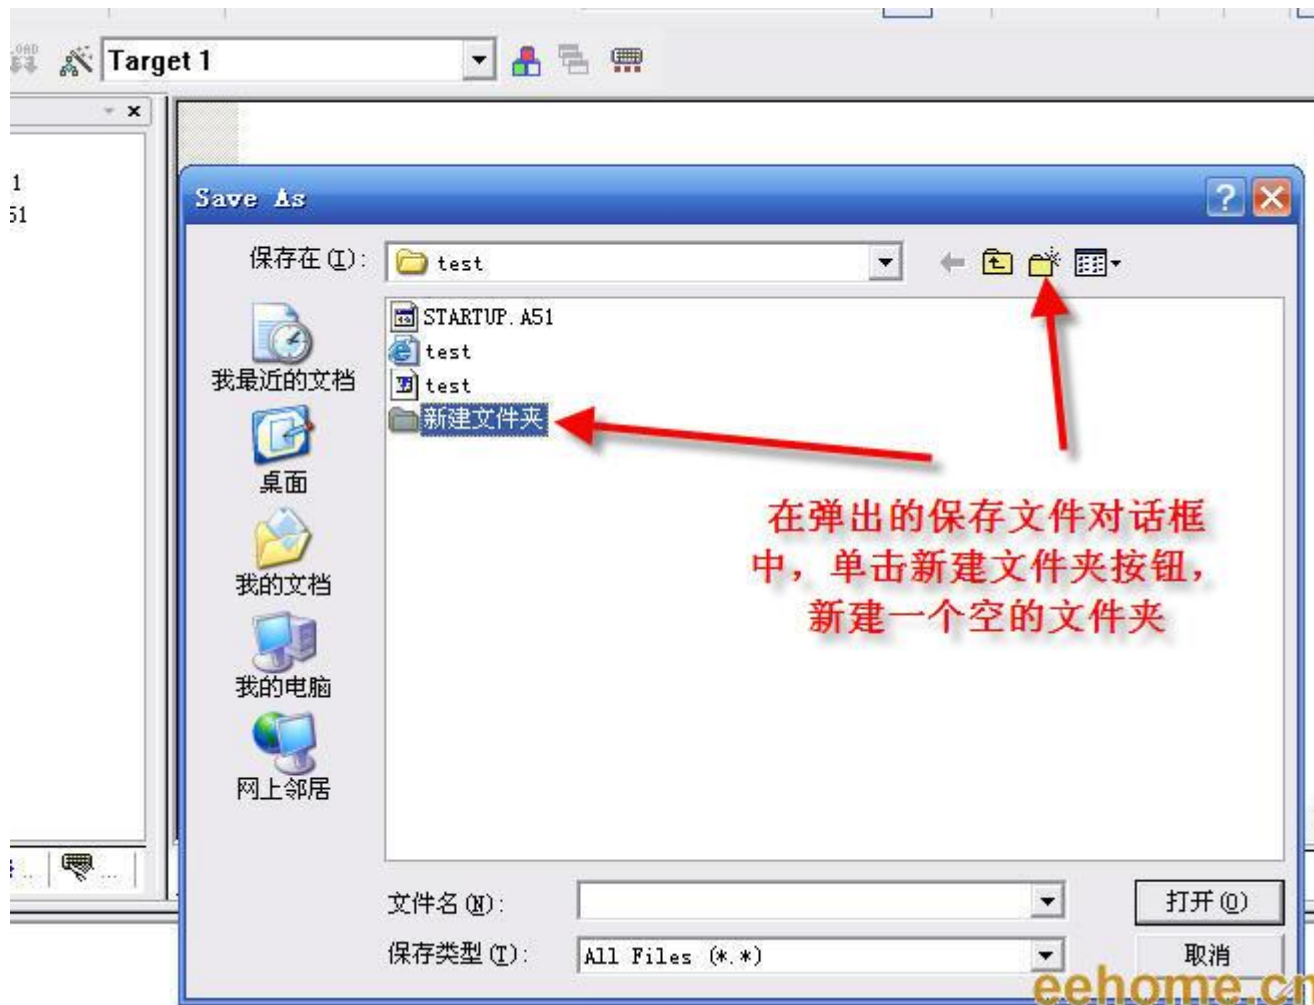 LOAD
Target 1
1
51
Save As
保存在(I):
test
STARTUP.A51
test
test
新建文件夹
我最近的文档
桌面
我的文档
我的电脑
网上邻居
在弹出的保存文件对话框
中，单击新建文件夹按钮，
新建一个空的文件夹
...
文件名(N):
打开(O)
保存类型(T):
All Files (*.*)
取消
eehome.cn